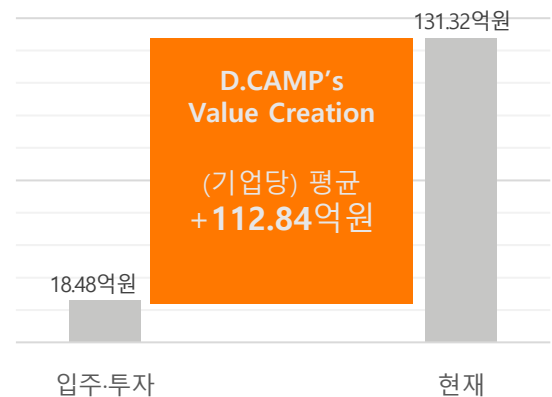 131.32억원
D.CAMP’s
Value Creation
(기업당) 평균
+112.84억원
18.48억원
입주·투자
현재